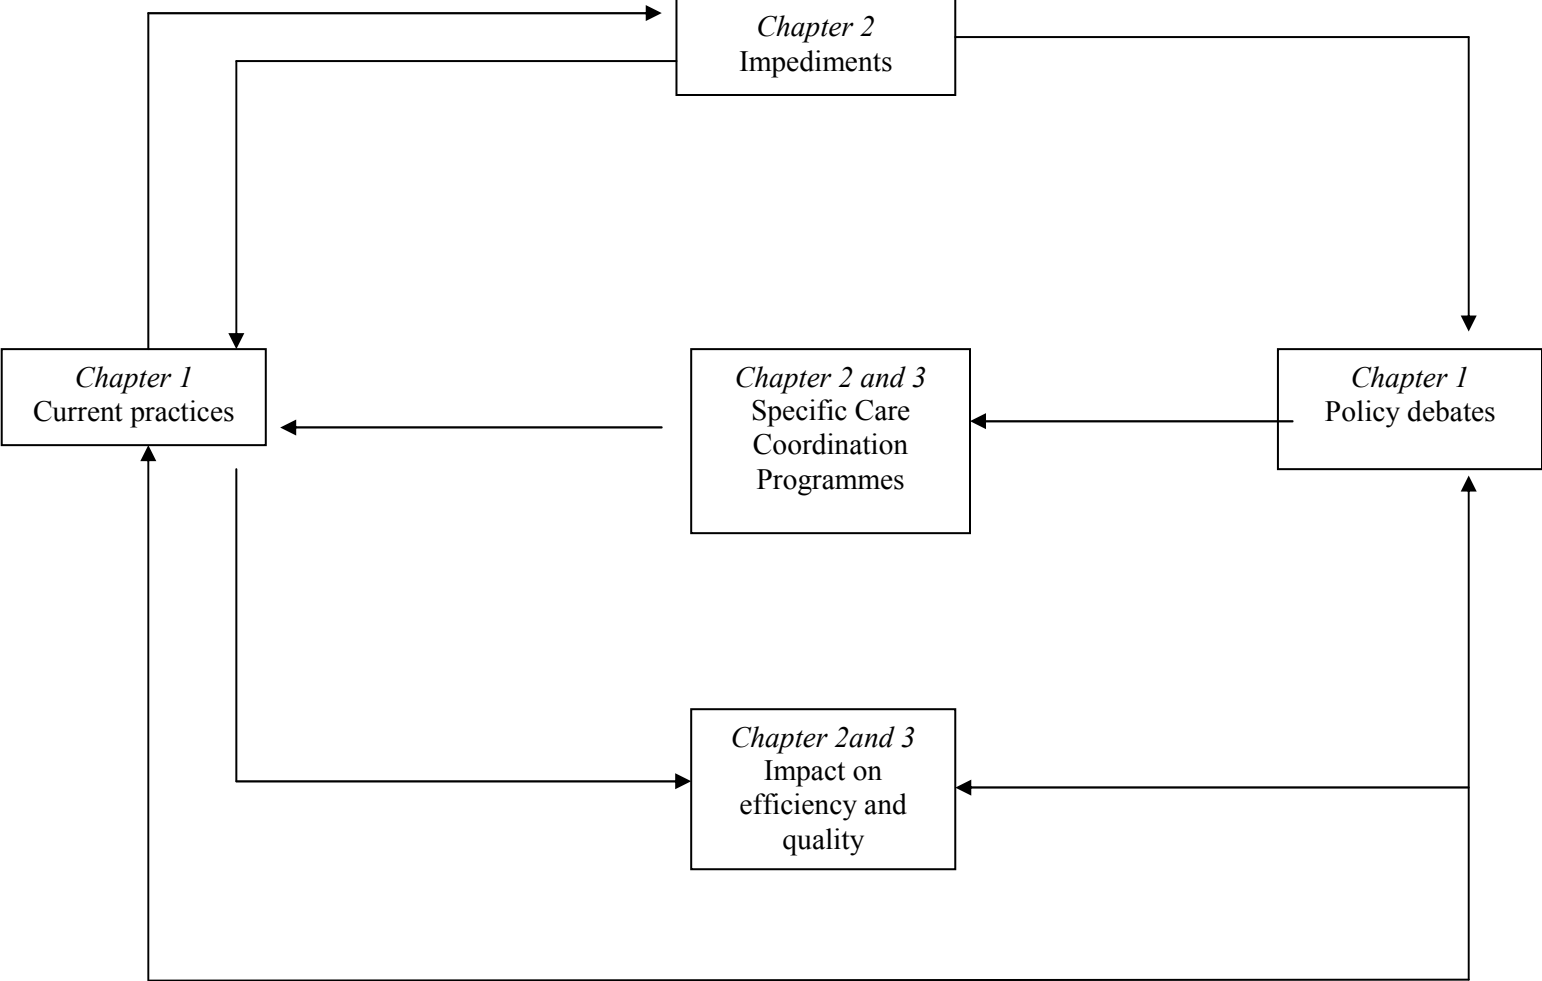 Chapter 2
Impediments
Chapter 1
Current practices
Chapter 2 and 3
Specific Care
Coordination
Programmes
Chapter 1
Policy debates
Chapter 2and 3
Impact on
efficiency and
quality